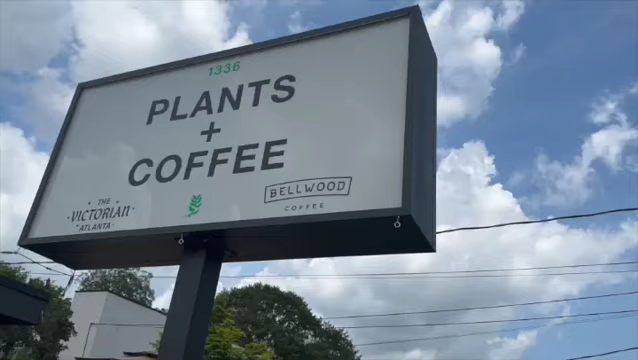 1336
PLANTS
+
COFFEE
THE
VICTORIAN
ATLANTA
BELLWOOD
COFFEE